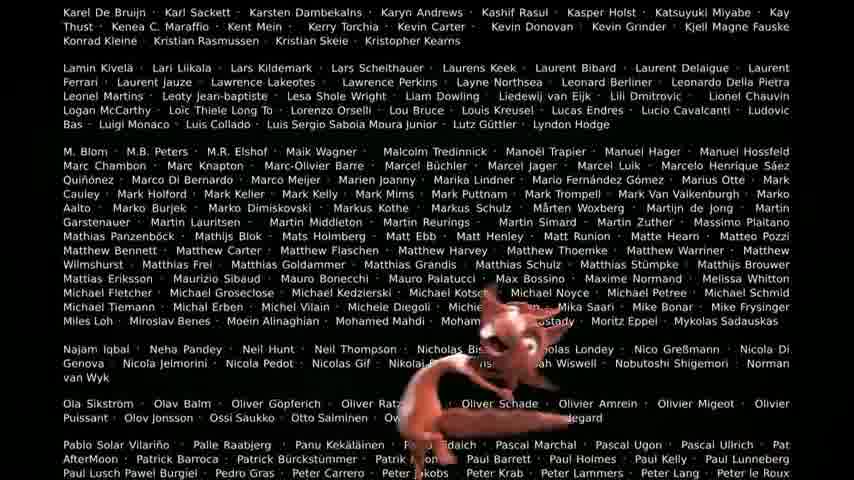 Karel De Bruijn · Karl Sackett · Karsten Dambekalns · Karyn Andrews · Kashif Rasul · Kasper Holst · Katsuyuki Miyabe · Kay
Thust · Kenea C. Maraffio · Kent Mein · Kerry Torchia · Kevin Carter · Kevin Donovan · Kevin Grinder · Kjell Magne Fauske
Konrad Kleine · Kristian Rasmussen · Kristian Skeie · Kristopher Kearns
Lamin Kivelä · Lari Liikala · Lars Kildemark · Lars Scheithauer · Laurens Keek · Laurent Bibard · Laurent Delaigue · Laurent
Ferrari · Laurent Jauze · Lawrence Lakeotes · Lawrence Perkins · Layne Northsea · Leonard Berliner · Leonardo Della Pietra
Leonel Martins · Leoty Jean-baptiste · Lesa Shole Wright · Liam Dowling · Liedewij van Eijk · Lili Dmitrovic · Lionel Chauvin
Logan McCarthy · Loïc Thiele Long To · Lorenzo Orselli · Lou Bruce · Louis Kreusel · Lucas Endres · Lucio Cavalcanti · Ludovic
Bas · Luigi Monaco · Luis Collado · Luis Sergio Saboia Moura Junior · Lutz Güttler · Lyndon Hodge
M. Blom · M.B. Peters · M.R. Elshof · Maik Wagner · Malcolm Tredinnick · Manoël Trapier · Manuel Hager · Manuel Hossfeld
Marc Chambon · Marc Knapton · Marc-Olivier Barre · Marcel Büchler · Marcel Jager · Marcel Luik · Marcelo Henrique Sáez
Quiñónez · Marco Di Bernardo · Marco Meijer · Marien Joanny · Marika Lindner · Mario Fernández Gómez · Marius Otte · Mark
Cauley · Mark Holford · Mark Keller · Mark Kelly · Mark Mims · Mark Puttnam · Mark Trompell · Mark Van Valkenburgh · Marko
Aalto · Marko Burjek · Marko Dimiskovski · Markus Kothe · Markus Schulz · Mårten Woxberg · Martijn de Jong · Martin
Garstenauer · Martin Lauritsen · Martin Middleton · Martin Reurings · Martin Simard · Martin Zuther · Massimo Plaitano
Mathias Panzenböck · Mathijs Blok · Mats Holmberg · Matt Ebb · Matt Henley · Matt Runion · Matte Hearn · Matteo Pozzi
Matthew Bennett · Matthew Carter · Matthew Flaschen · Matthew Harvey · Matthew Thoemke · Matthew Warriner · Matthew
Wilmshurst · Matthias Frei · Matthias Goldammer · Matthias Grandis · Matthias Schulz · Matthias Stümpke · Matthijs Brouwer
Mattias Eriksson · Maurizio Sibaud · Mauro Bonecchi · Mauro Palatucci · Max Bossino · Maxime Normand · Melissa Whitton
Michael Fletcher · Michael Groseclose · Michael Kedzierski · Michael · Michael Noyce · Michael Petree · Michael Schmid
Michael Tiemann · Michal Erben · Michel Vilain · Michele Diegoli · Mika Saari · Mike Bonar · Mike Frysinger
Miles Loh · Miroslav Benes · Moein Alinaghian · Mohamed Mahdi · Moritz Eppel · Mykolas Sadauskas
Najam Iqbal · Neha Pandey · Neil Hunt · Neil Thompson · Nicholas Londey · Nico Greßmann · Nicola Di
Genova · Nicola Jelmorini · Nicola Pedot · Nicolas Gif · Wiswell · Nobutoshi Shigemori · Norman
van Wyk
Ola Sikström · Olav Balm · Olivер Göpferich · Oliver · Oliver Schade · Olivier Amrein · Olivier Migeot · Olivier
Puissant · Olov Jonsson · Ossi Saukko · Otto Salminen
Pablo Solar Vilariño · Palle Raabjerg · Panu Kekäläinen · Pascal Marchal · Pascal Ugon · Pascal Ullrich · Pat
AfterMoon · Patrick Barroca · Patrick Bürckstümmer · Paul Barrett · Paul Holmes · Paul Kelly · Paul Lunneberg
Paul Lusch Pawel Burgiel · Pedro Gras · Peter Carrero · Peter Jakobs · Peter Krab · Peter Lammers · Peter Lang · Peter le Roux